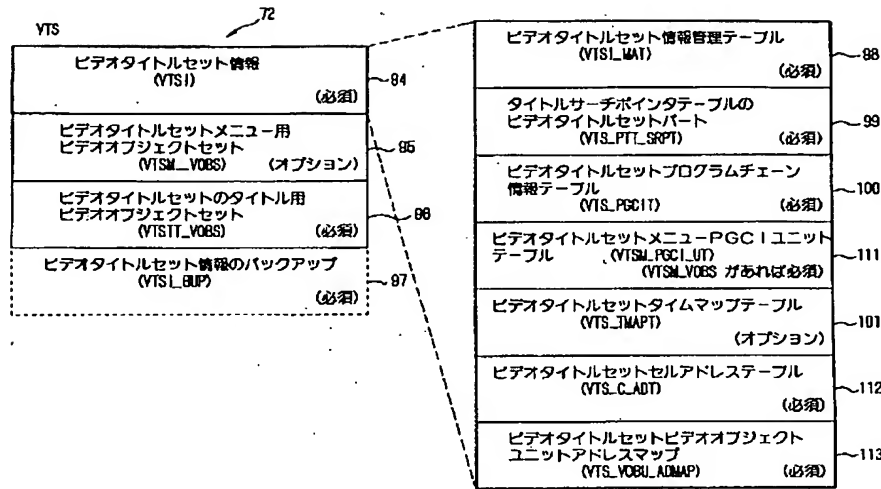 VTS
72
ビデオタイトルセット情報
(VTSI)
(必須)
94
ビデオタイトルセットメニュー用
ビデオオブジェクトセット
(VTSM_VOBS) (オプション)
95
ビデオタイトルセットのタイトル用
ビデオオブジェクトセット
(VTSTT_VOBS) (必須)
96
ビデオタイトルセット情報のバックアップ
(VTSI_BUP)
(必須)
97
ビデオタイトルセット情報管理テーブル
(VTSI_MAT)
(必須)
98
タイトルサーチポインタテーブルの
ビデオタイトルセットパート
(VTS_PTT_SRPT) (必須)
99
ビデオタイトルセットプログラムチェーン
情報テーブル
(VTS_PGCIT) (必須)
100
ビデオタイトルセットメニューPGCIユニット
テーブル (VTSM_PGCI_UT)
(VTSM_VOBS があれば必須)
111
ビデオタイトルセットタイムマップテーブル
(VTS_TMAPT)
(オプション)
101
ビデオタイトルセットセルアドレステーブル
(VTS_C_ADT)
(必須)
112
ビデオタイトルセットビデオオブジェクト
ユニットアドレスマップ
(VTS_VOBU_ADMAP) (必須)
113